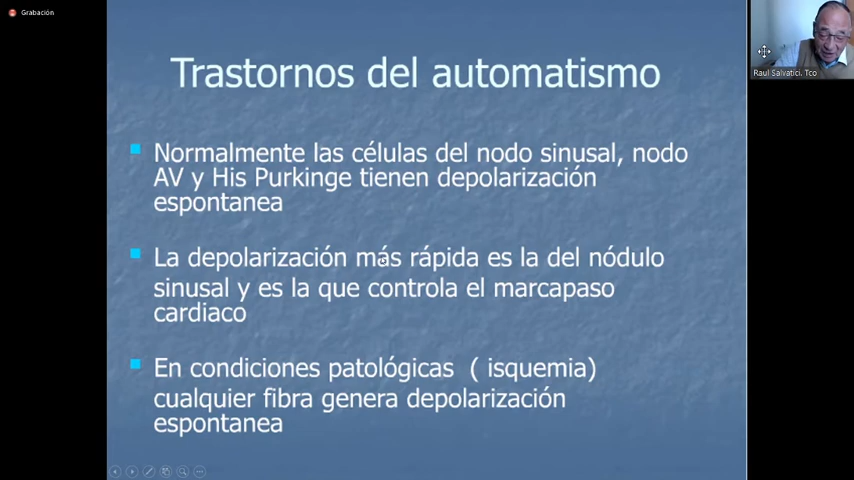 Grabación
Trastornos del automatismo
Normalmente las células del nodo sinusal, nodo
AV y His Purkinge tienen depolarización
espontanea
La depolarización más rápida es la del nódulo
sinusal y es la que controla el marcapaso
cardiaco
En condiciones patológicas ( isquemia)
cualquier fibra genera depolarización
espontanea
Raul Salvatici. Tco